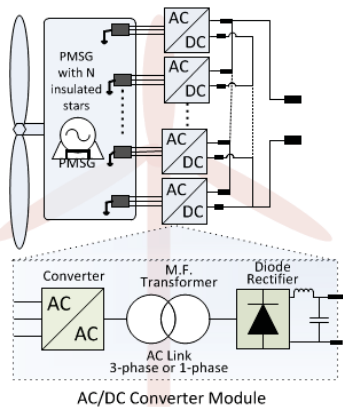 AC
DC
PMSG
with N
insulated
stars
AC
DC
PMSG
AC
DC
AC
DC
Converter
M.F.
Transformer
Diode
Rectifier
AC
AC
AC Link
3-phase or 1-phase
AC/DC Converter Module